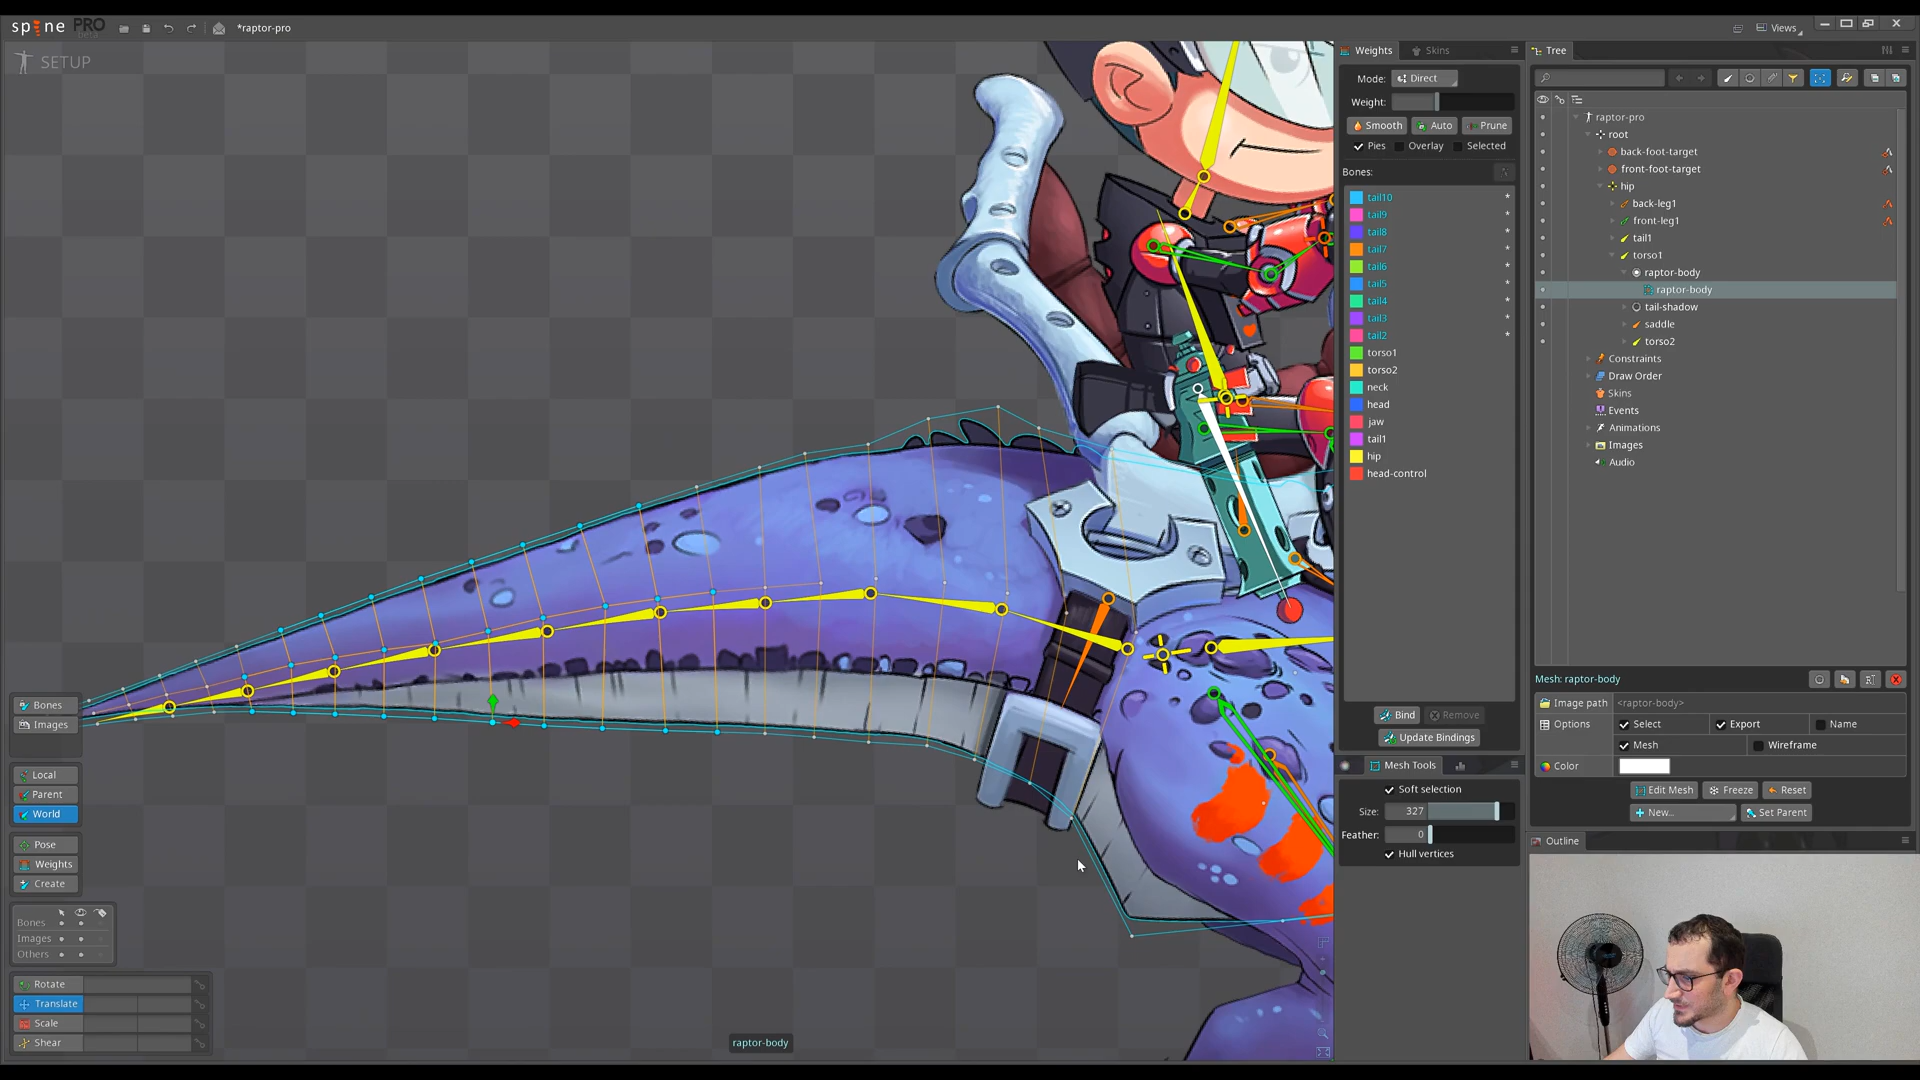 spine PRO
beta
*raptor-pro
Views
SETUP
Weights
Skins
Mode:
Direct
Weight:
Smooth
Auto
Prune
Pies
Overlay
Selected
Bones:
tail10 *
tail9 *
tail8 *
tail7 *
tail6 *
tail5 *
tail4 *
tail3 *
tail2 *
torso1
torso2
neck
head
jaw
tail1
hip
head-control
Bind
Remove
Update Bindings
Mesh Tools
Soft selection
Size: 327
Feather: 0
Hull vertices
Tree
raptor-pro
root
back-foot-target
front-foot-target
hip
back-leg1
front-leg1
tail1
torso1
raptor-body
raptor-body
tail-shadow
saddle
torso2
Constraints
Draw Order
Skins
Events
Animations
Images
Audio
Mesh: raptor-body
Image path <raptor-body>
Options
Select
Export
Name
Mesh
Wireframe
Color
Edit Mesh
Freeze
Reset
New...
Set Parent
Outline
Bones
Images
Local
Parent
World
Pose
Weights
Create
Bones
Images
Others
Rotate
Translate
Scale
Shear
raptor-body